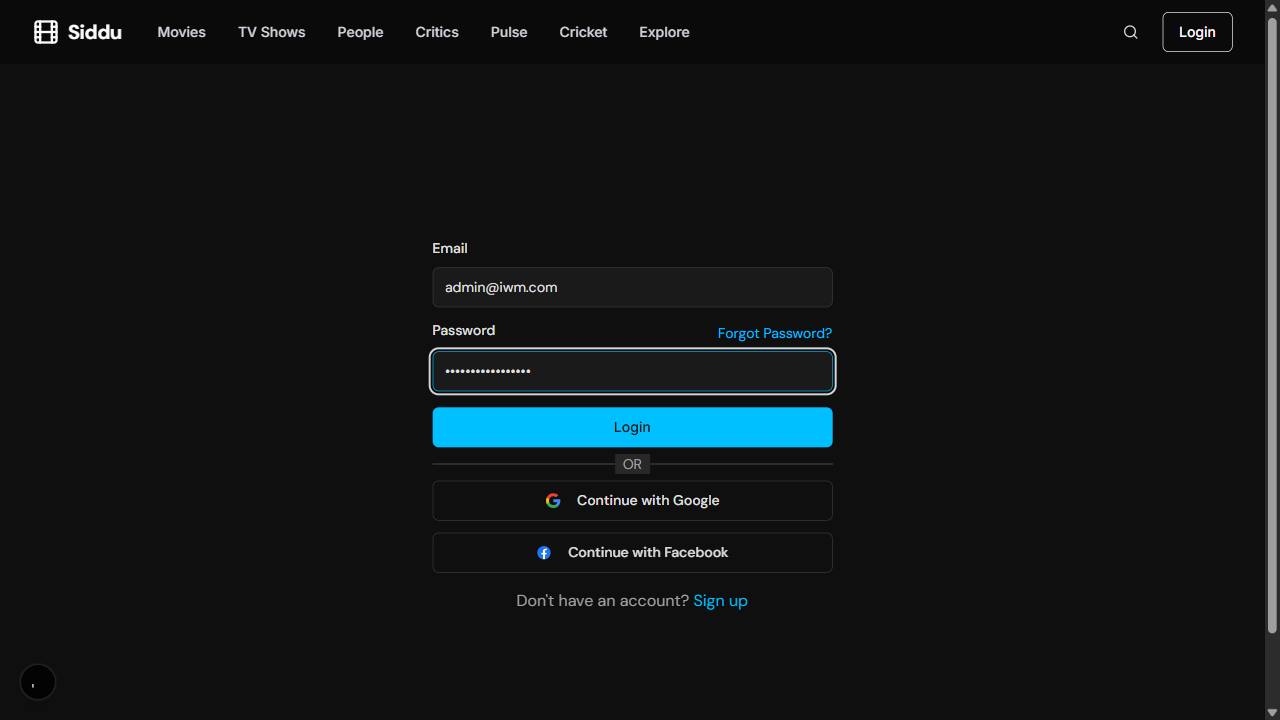 Siddu
Movies
TV Shows
People
Critics
Pulse
Cricket
Explore
Login
Email
admin@iwm.com
Password
Forgot Password?
•••••••••••••••••
Login
OR
Continue with Google
Continue with Facebook
Don't have an account? Sign up